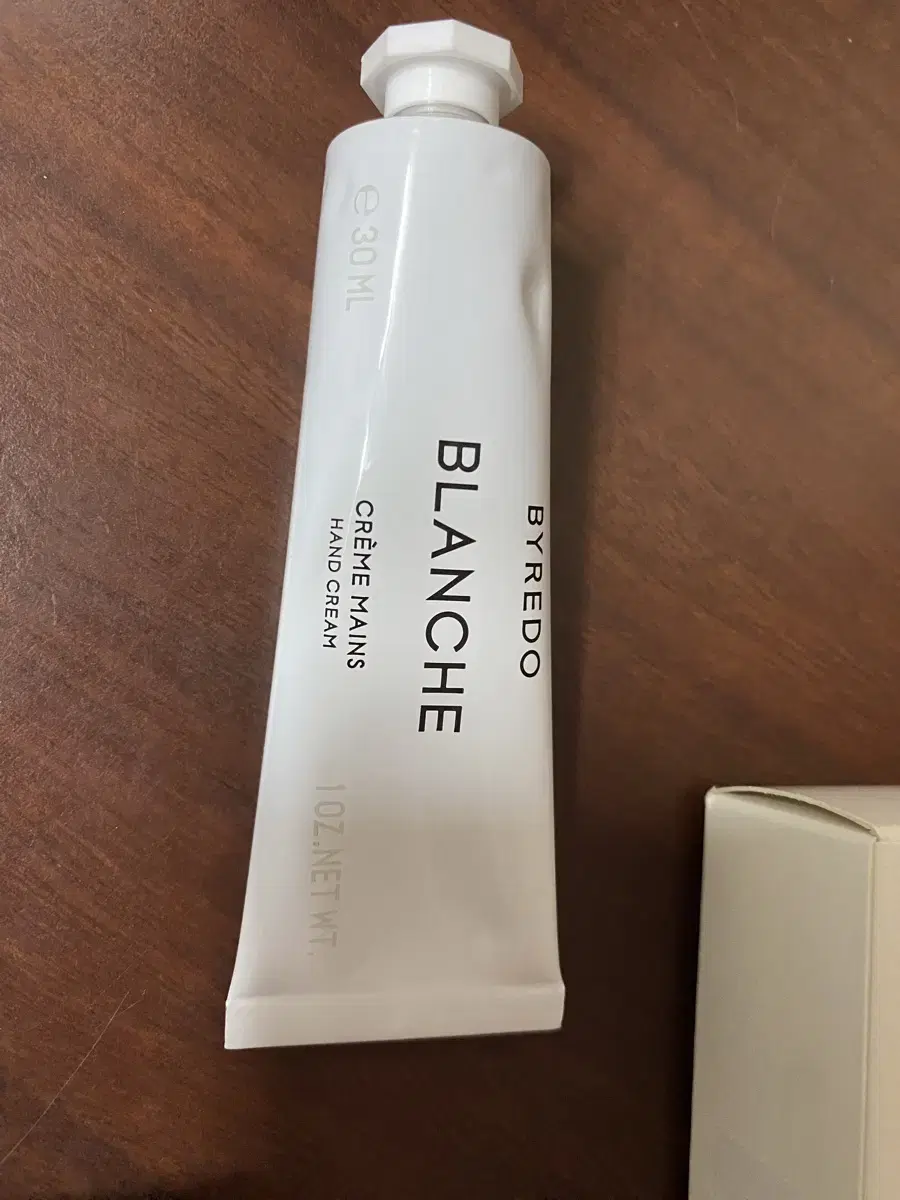 BYREDO
BLANCHE
CRÈME MAINS
HAND CREAM
e 30 ML
1 OZ. NET WT.